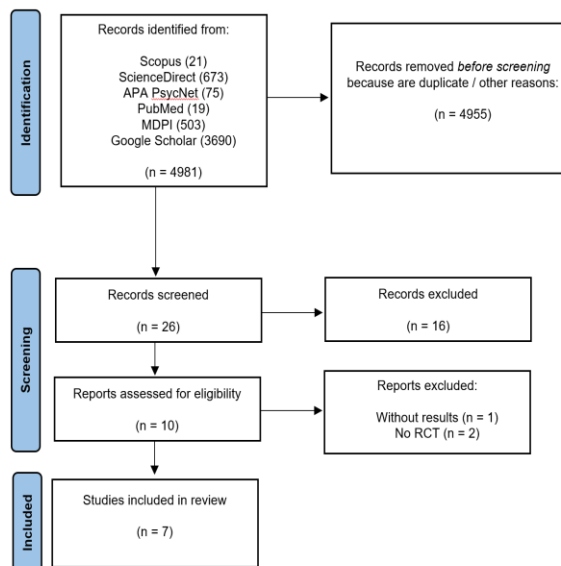 Identification
Records identified from:
Scopus (21)
ScienceDirect (673)
APA PsycNet (75)
PubMed (19)
MDPI (503)
Google Scholar (3690)
(n = 4981)
Records removed before screening
because are duplicate / other reasons:
(n = 4955)
Screening
Records screened
(n = 26)
Records excluded
(n = 16)
Reports assessed for eligibility
(n = 10)
Reports excluded:
Without results (n = 1)
No RCT (n = 2)
Included
Studies included in review
(n = 7)